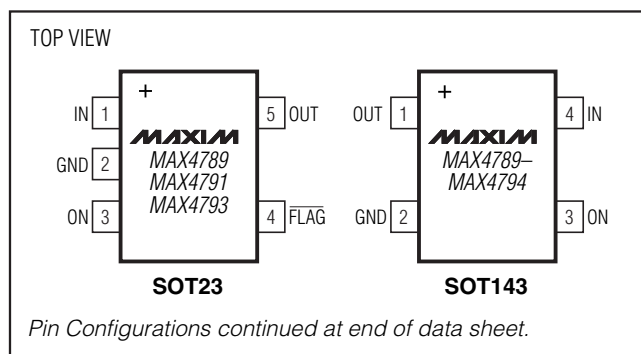 TOP VIEW
+
IN 1
5 OUT
MAXIM
MAX4789
MAX4791
MAX4793
GND 2
ON 3
4 FLAG
SOT23
+
OUT 1
4 IN
MAXIM
MAX4789–
MAX4794
GND 2
3 ON
SOT143
Pin Configurations continued at end of data sheet.